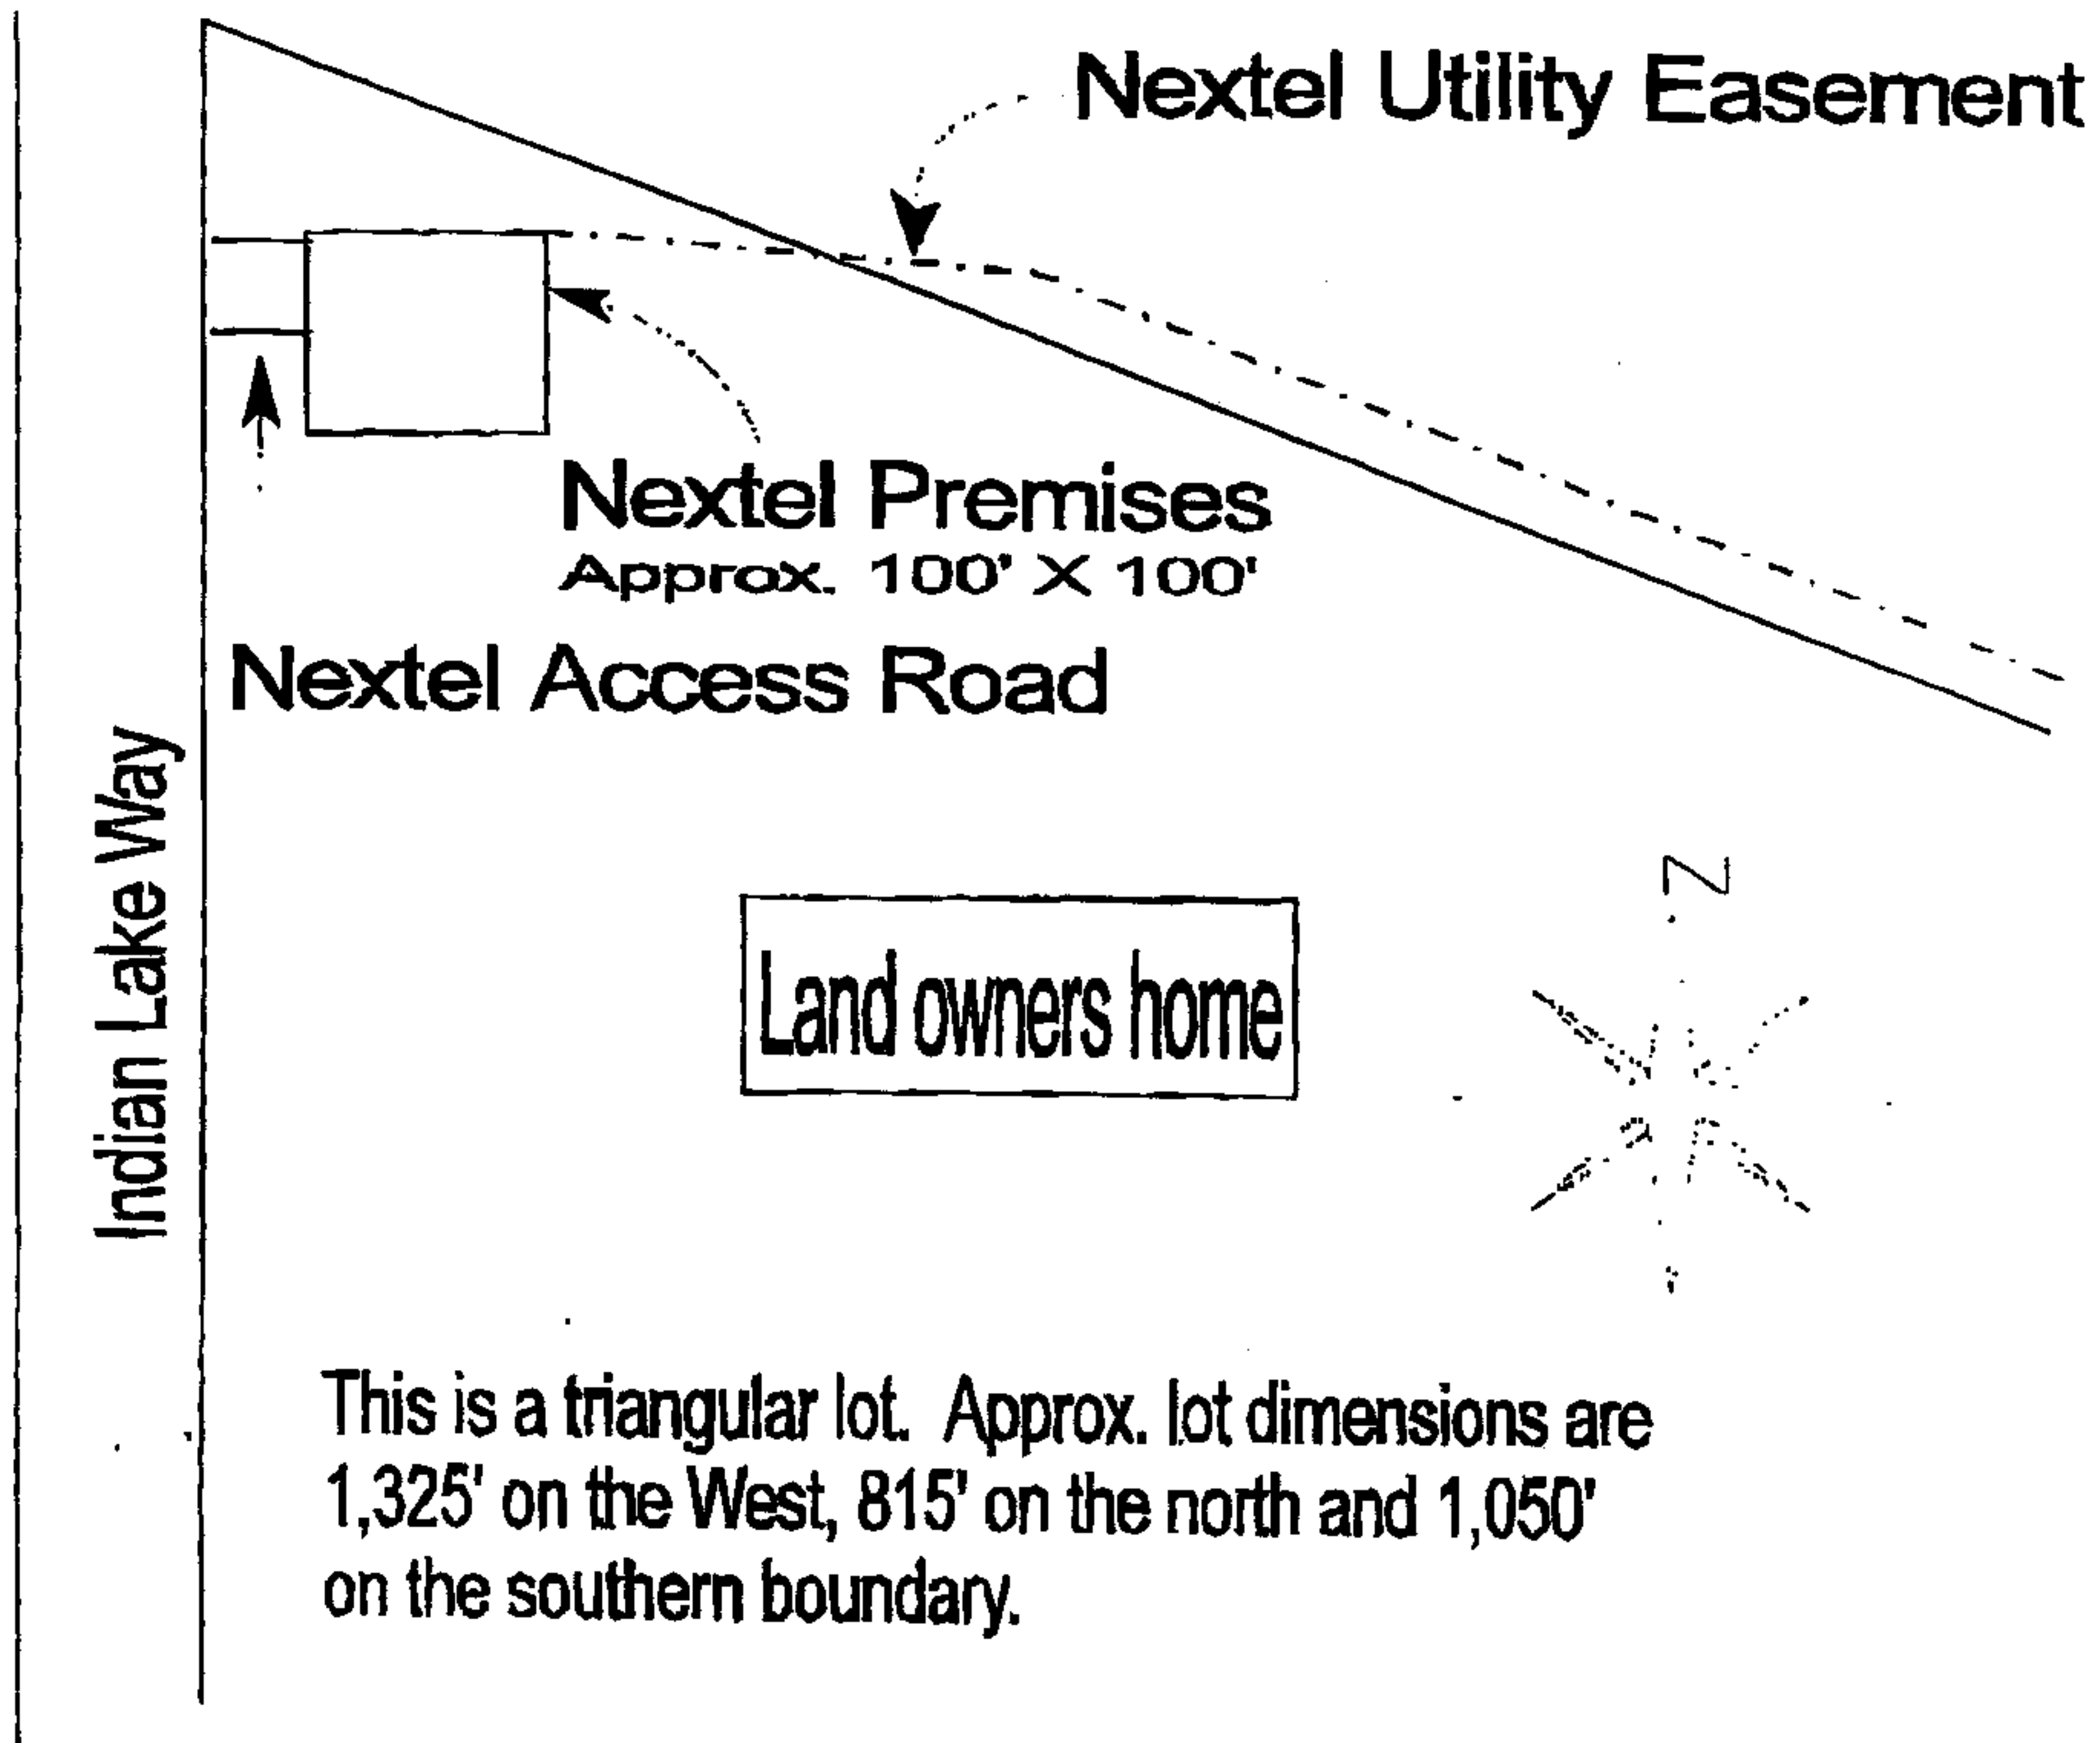 Nextel Utility Easement
Nextel Premises
Approx. 100' X 100'
Nextel Access Road
Indian Lake Way
N
Land owners home
This is a triangular lot. Approx. lot dimensions are
1,325' on the West, 815' on the north and 1,050'
on the southern boundary.